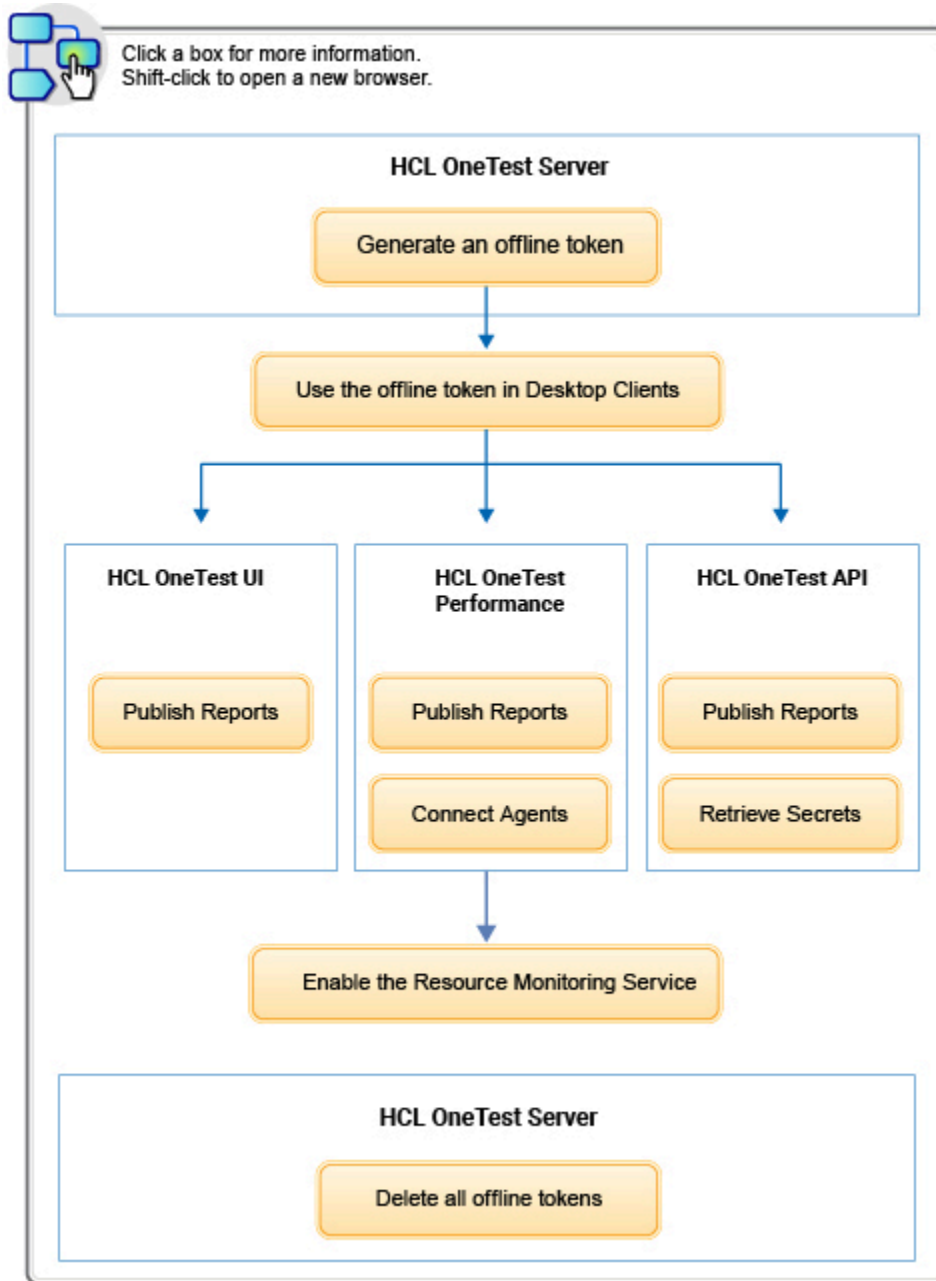 Click a box for more information.
Shift-click to open a new browser.
HCL OneTest Server
Generate an offline token
Use the offline token in Desktop Clients
HCL OneTest UI
Publish Reports
HCL OneTest
Performance
Publish Reports
Connect Agents
HCL OneTest API
Publish Reports
Retrieve Secrets
Enable the Resource Monitoring Service
HCL OneTest Server
Delete all offline tokens